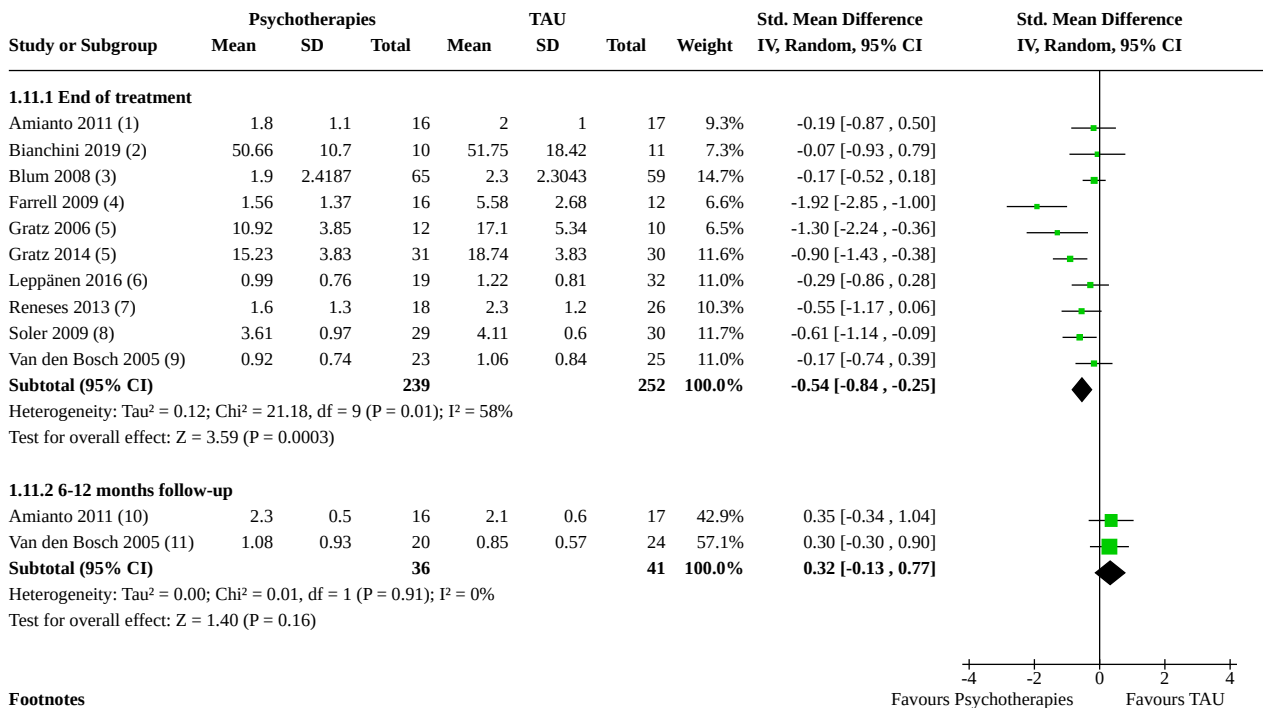 Psychotherapies TAU Std. Mean Difference Std. Mean Difference
Study or Subgroup Mean SD Total Mean SD Total Weight IV, Random, 95% CI IV, Random, 95% CI
1.11.1 End of treatment
Amianto 2011 (1) 1.8 1.1 16 2 1 17 9.3% -0.19 [-0.87 , 0.50]
Bianchini 2019 (2) 50.66 10.7 10 51.75 18.42 11 7.3% -0.07 [-0.93 , 0.79]
Blum 2008 (3) 1.9 2.4187 65 2.3 2.3043 59 14.7% -0.17 [-0.52 , 0.18]
Farrell 2009 (4) 1.56 1.37 16 5.58 2.68 12 6.6% -1.92 [-2.85 , -1.00]
Gratz 2006 (5) 10.92 3.85 12 17.1 5.34 10 6.5% -1.30 [-2.24 , -0.36]
Gratz 2014 (5) 15.23 3.83 31 18.74 3.83 30 11.6% -0.90 [-1.43 , -0.38]
Leppänen 2016 (6) 0.99 0.76 19 1.22 0.81 32 11.0% -0.29 [-0.86 , 0.28]
Reneses 2013 (7) 1.6 1.3 18 2.3 1.2 26 10.3% -0.55 [-1.17 , 0.06]
Soler 2009 (8) 3.61 0.97 29 4.11 0.6 30 11.7% -0.61 [-1.14 , -0.09]
Van den Bosch 2005 (9) 0.92 0.74 23 1.06 0.84 25 11.0% -0.17 [-0.74 , 0.39]
Subtotal (95% CI) 239 252 100.0% -0.54 [-0.84 , -0.25]
Heterogeneity: Tau² = 0.12; Chi² = 21.18, df = 9 (P = 0.01); I² = 58%
Test for overall effect: Z = 3.59 (P = 0.0003)
1.11.2 6-12 months follow-up
Amianto 2011 (10) 2.3 0.5 16 2.1 0.6 17 42.9% 0.35 [-0.34 , 1.04]
Van den Bosch 2005 (11) 1.08 0.93 20 0.85 0.57 24 57.1% 0.30 [-0.30 , 0.90]
Subtotal (95% CI) 36 41 100.0% 0.32 [-0.13 , 0.77]
Heterogeneity: Tau² = 0.00; Chi² = 0.01, df = 1 (P = 0.91); I² = 0%
Test for overall effect: Z = 1.40 (P = 0.16)
-4 -2 0 2 4
Footnotes Favours Psychotherapies Favours TAU